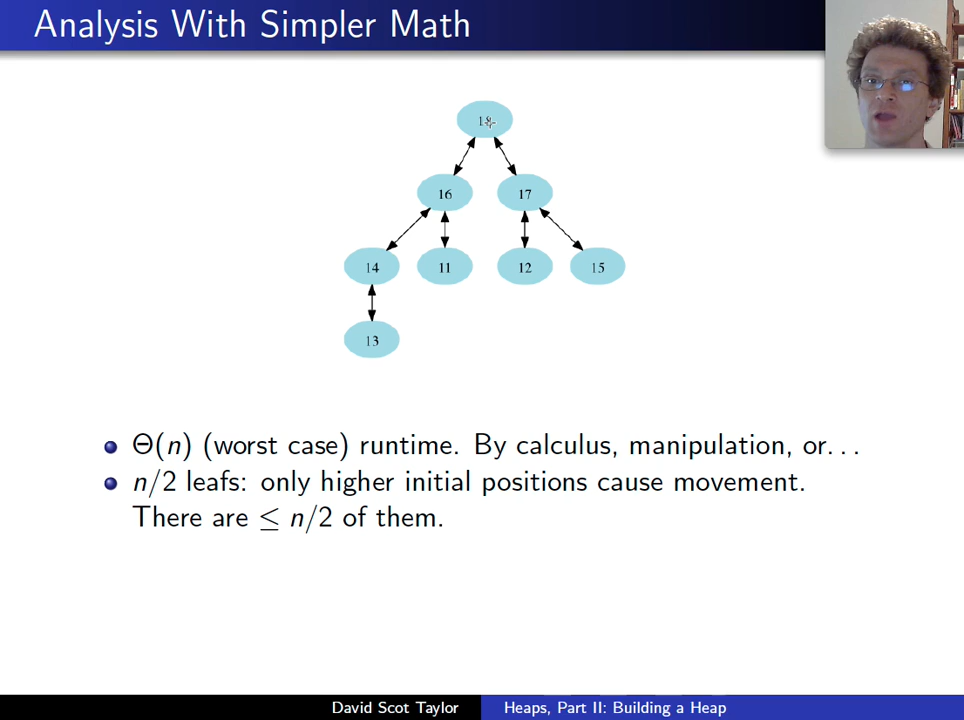 Analysis With Simpler Math
18
16 17
14 11 12 15
13
Θ(n) (worst case) runtime. By calculus, manipulation, or...
n/2 leafs: only higher initial positions cause movement.
There are ≤ n/2 of them.
David Scot Taylor Heaps, Part II: Building a Heap